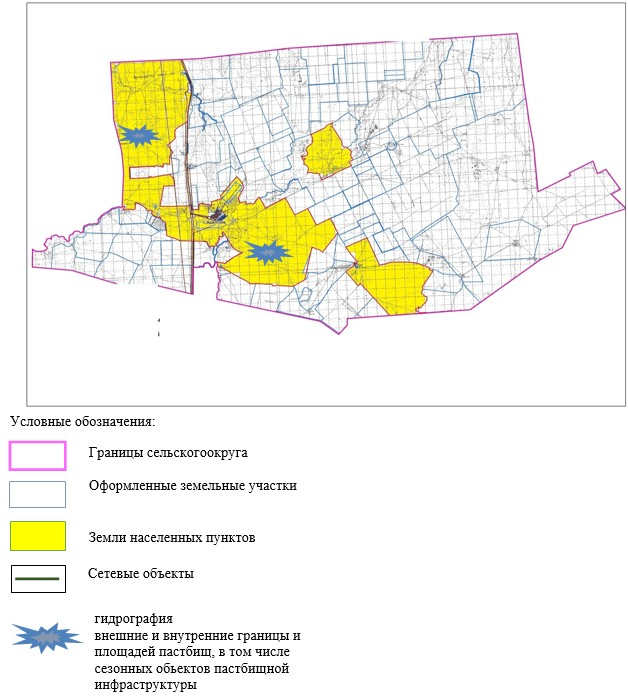 Условные обозначения:
Границы сельскогоокруга
Оформленные земельные участки
Земли населенных пунктов
Сетевые объекты
гидрография
внешние и внутренние границы и
площадей пастбищ, в том числе
сезонных обьектов пастбищной
инфраструктуры